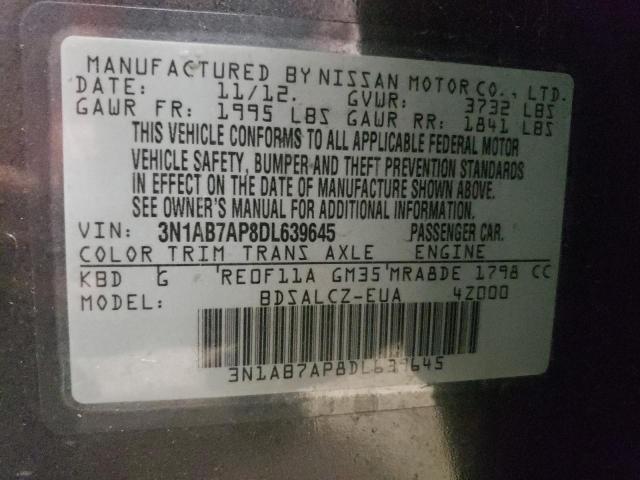 MANUFACTURED BY NISSAN MOTOR CO., LTD.
DATE: 11/12. GVWR: 3732 LBS
GAWR FR: 1995 LBS GAWR RR: 1841 LBS
THIS VEHICLE CONFORMS TO ALL APPLICABLE FEDERAL MOTOR
VEHICLE SAFETY, BUMPER AND THEFT PREVENTION STANDARDS
IN EFFECT ON THE DATE OF MANUFACTURE SHOWN ABOVE.
SEE OWNER'S MANUAL FOR ADDITIONAL INFORMATION.
VIN: 3N1AB7AP8DL639645 PASSENGER CAR.
COLOR TRIM TRANS AXLE ENGINE
KBD G RE0F11A GM35 MRA8DE 1798 CC
MODEL: BDSALCZ-EUA 4Z000
3N1AB7AP8DL639645